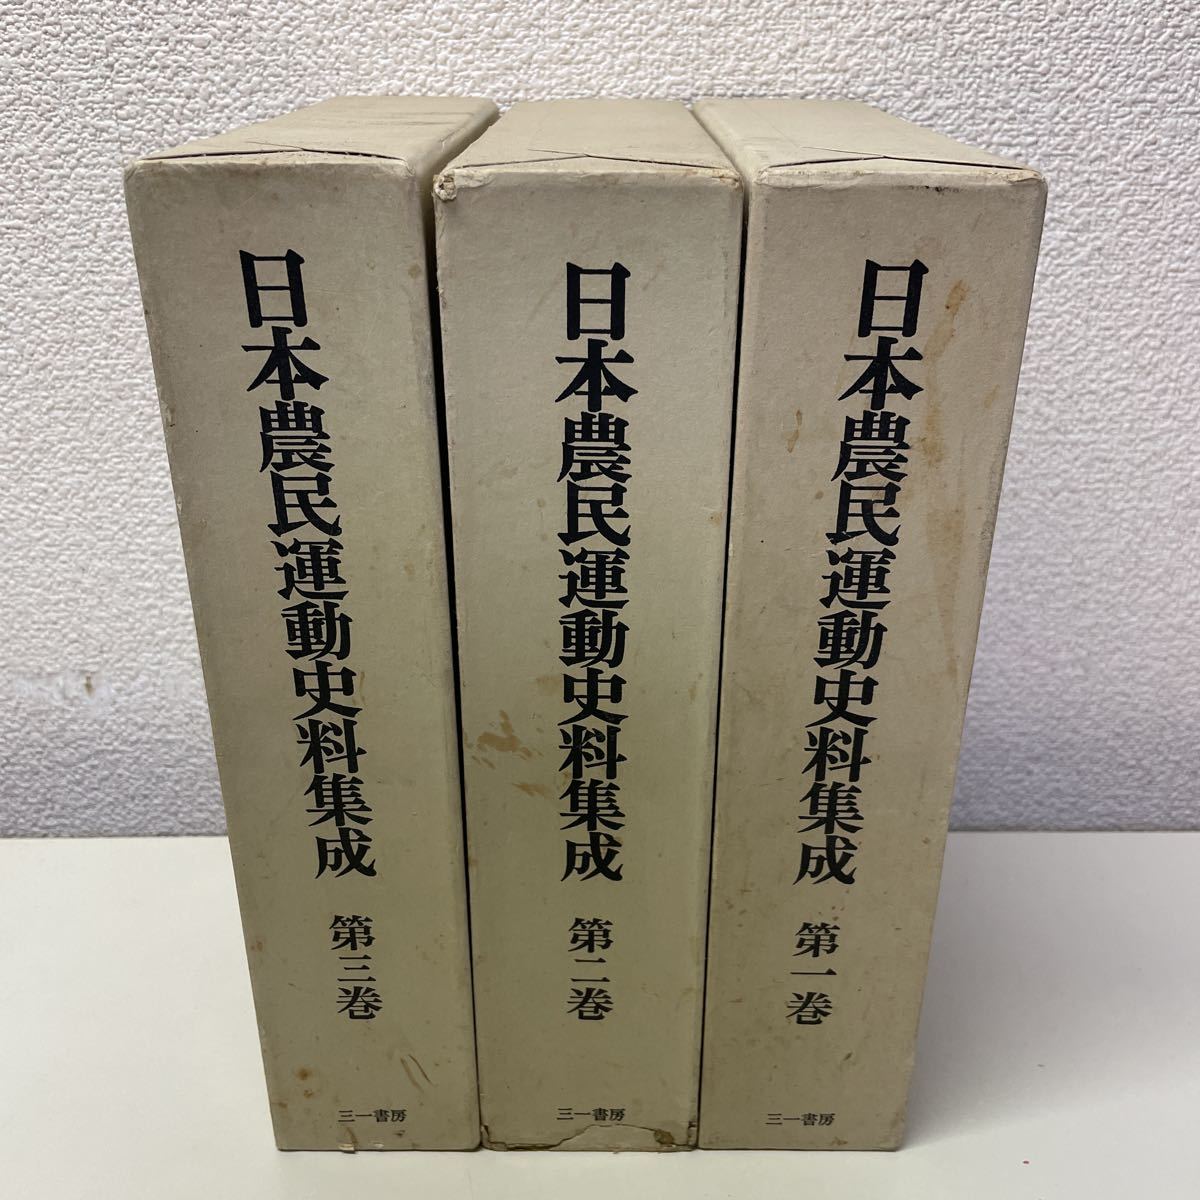 日本農民運動史料集成 第一巻
三一書房
日本農民運動史料集成 第二巻
三一書房
日本農民運動史料集成 第三巻
三一書房